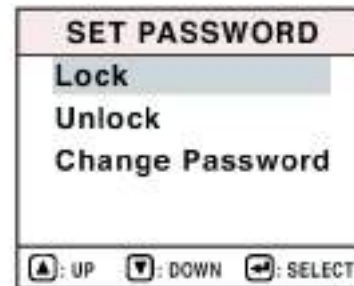 SET PASSWORD
Lock
Unlock
Change Password
▲: UP ▼: DOWN ↵: SELECT